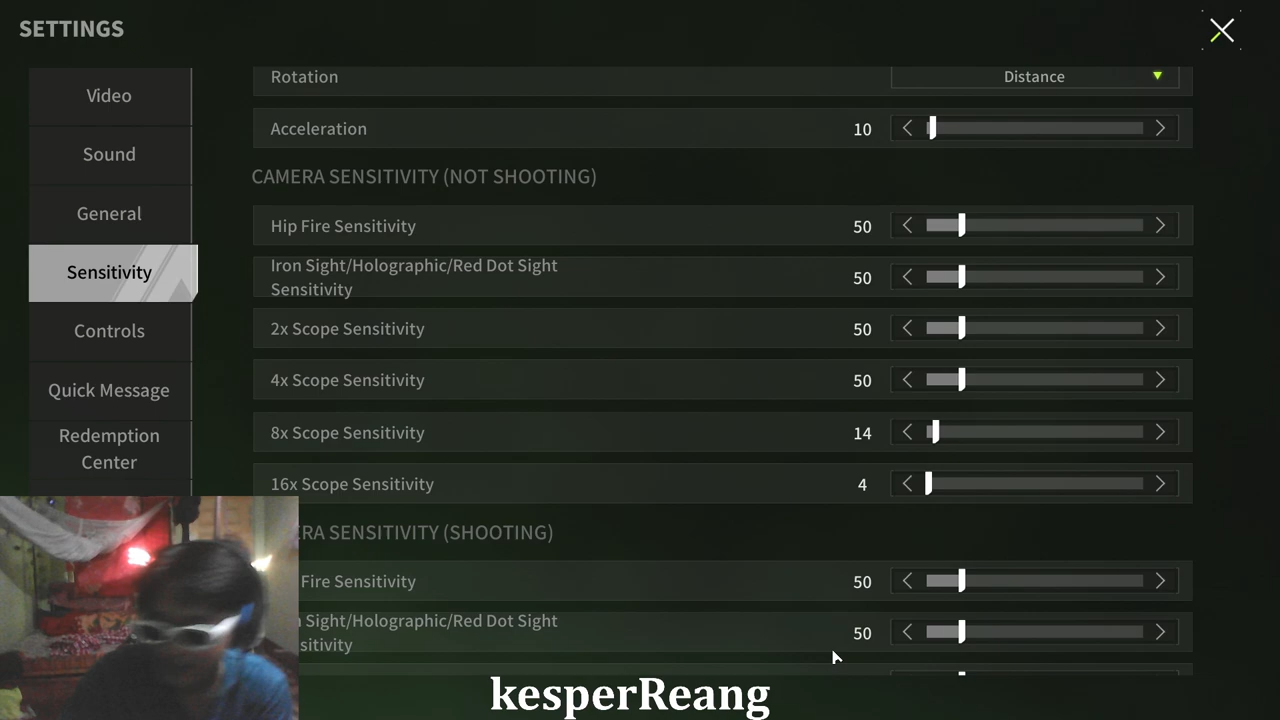 SETTINGS
Video
Sound
General
Sensitivity
Controls
Quick Message
Redemption
Center
Rotation
Distance
Acceleration
10
CAMERA SENSITIVITY (NOT SHOOTING)
Hip Fire Sensitivity
50
Iron Sight/Holographic/Red Dot Sight
Sensitivity
50
2x Scope Sensitivity
50
4x Scope Sensitivity
50
8x Scope Sensitivity
14
16x Scope Sensitivity
4
ERA SENSITIVITY (SHOOTING)
Fire Sensitivity
50
Sight/Holographic/Red Dot Sight
sitivity
50
kesperReang